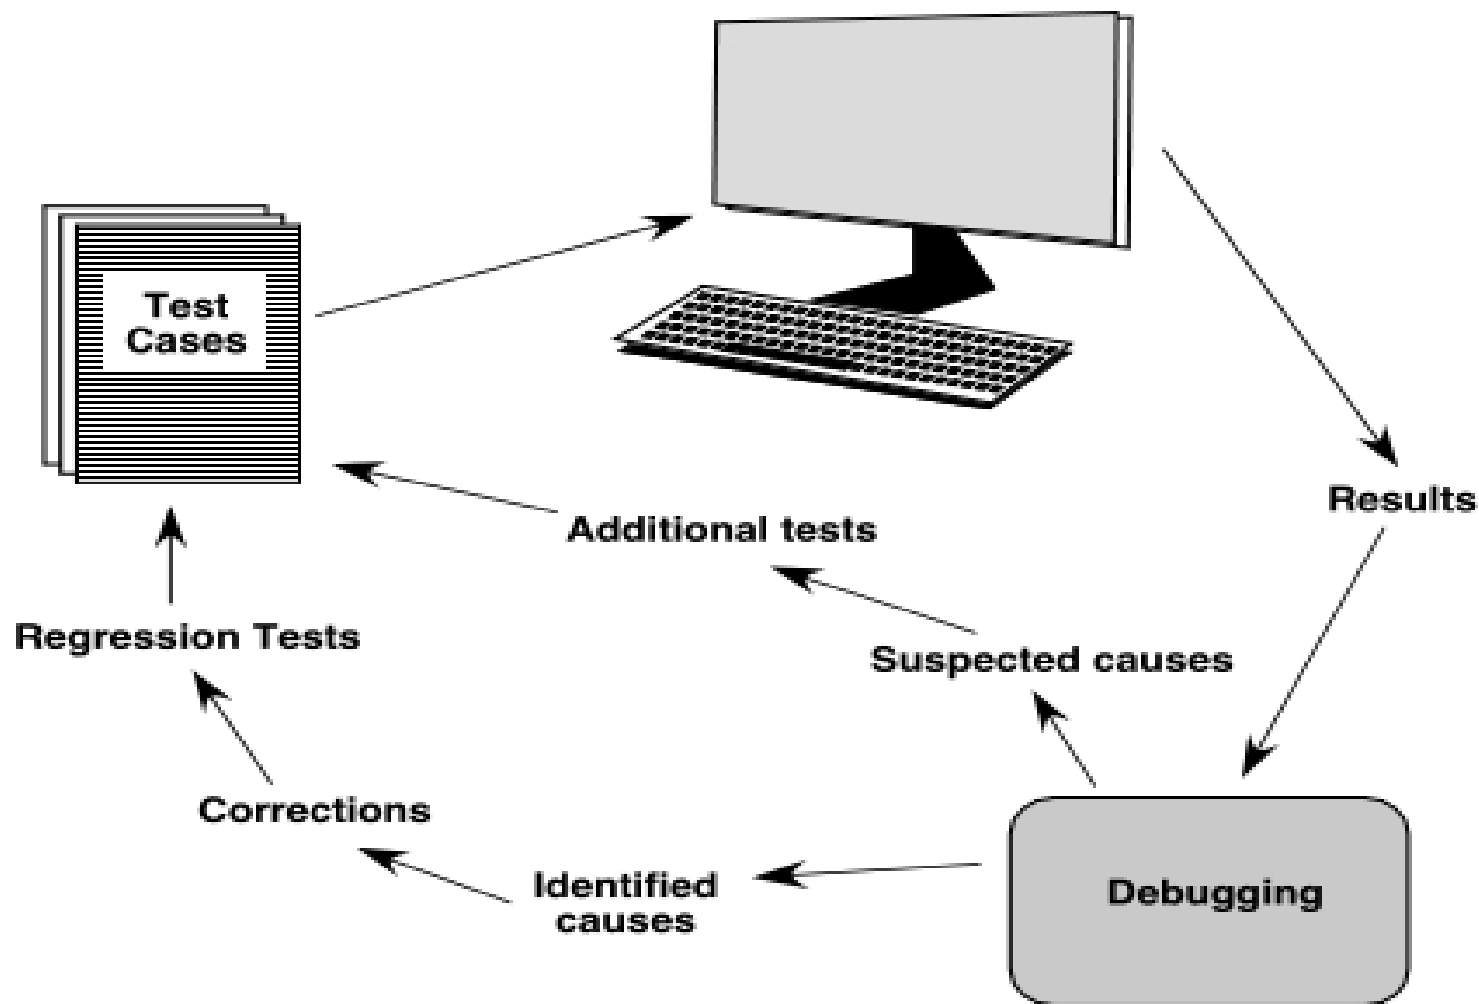 Test
Cases
Results
Additional tests
Regression Tests
Suspected causes
Corrections
Identified
causes
Debugging